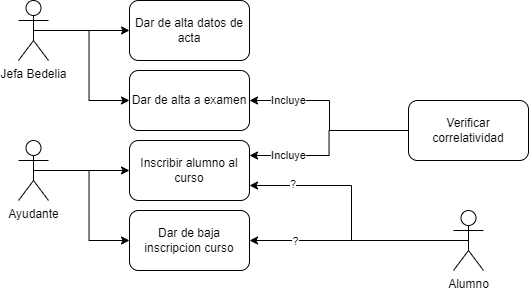 Dar de alta datos de
acta
Jefa Bedelia
Dar de alta a examen
Incluye
Verificar
correlatividad
Inscribir alumno al
curso
Incluye
?
Ayudante
Dar de baja
inscripcion curso
?
Alumno